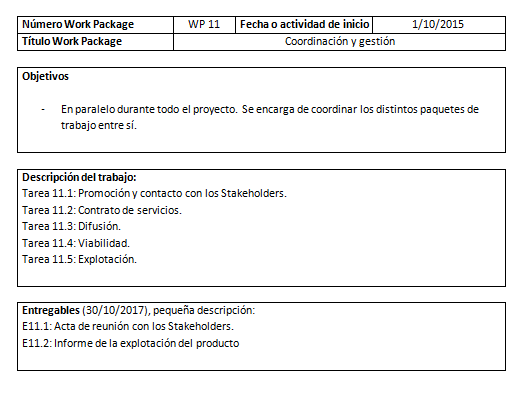 Número Work Package WP 11 Fecha o actividad de inicio 1/10/2015
Título Work Package Coordinación y gestión
Objetivos
- En paralelo durante todo el proyecto. Se encarga de coordinar los distintos paquetes de
trabajo entre sí.
Descripción del trabajo:
Tarea 11.1: Promoción y contacto con los Stakeholders.
Tarea 11.2: Contrato de servicios.
Tarea 11.3: Difusión.
Tarea 11.4: Viabilidad.
Tarea 11.5: Explotación.
Entregables (30/10/2017), pequeña descripción:
E11.1: Acta de reunión con los Stakeholders.
E11.2: Informe de la explotación del producto